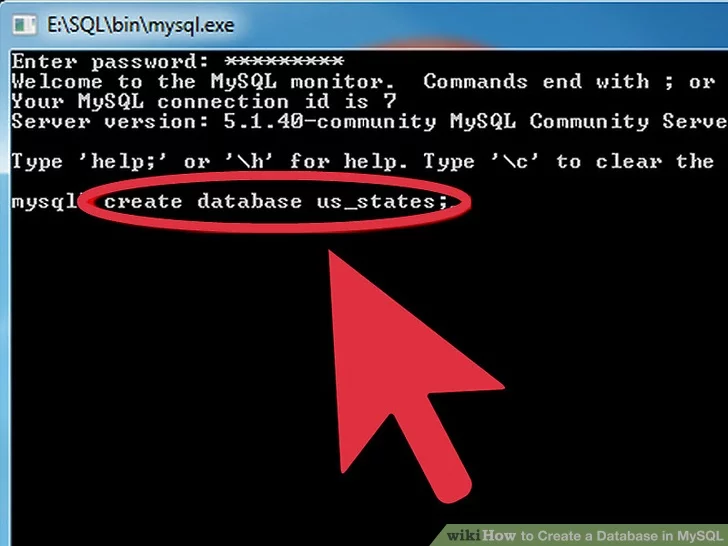 E:\SQL\bin\mysql.exe
Enter password: *********
Welcome to the MySQL monitor.  Commands end with ; or
Your MySQL connection id is 7
Server version: 5.1.40-community MySQL Community Serve
Type 'help;' or '\h' for help. Type '\c' to clear the
mysql create database us_states;
wikiHow to Create a Database in MySQL